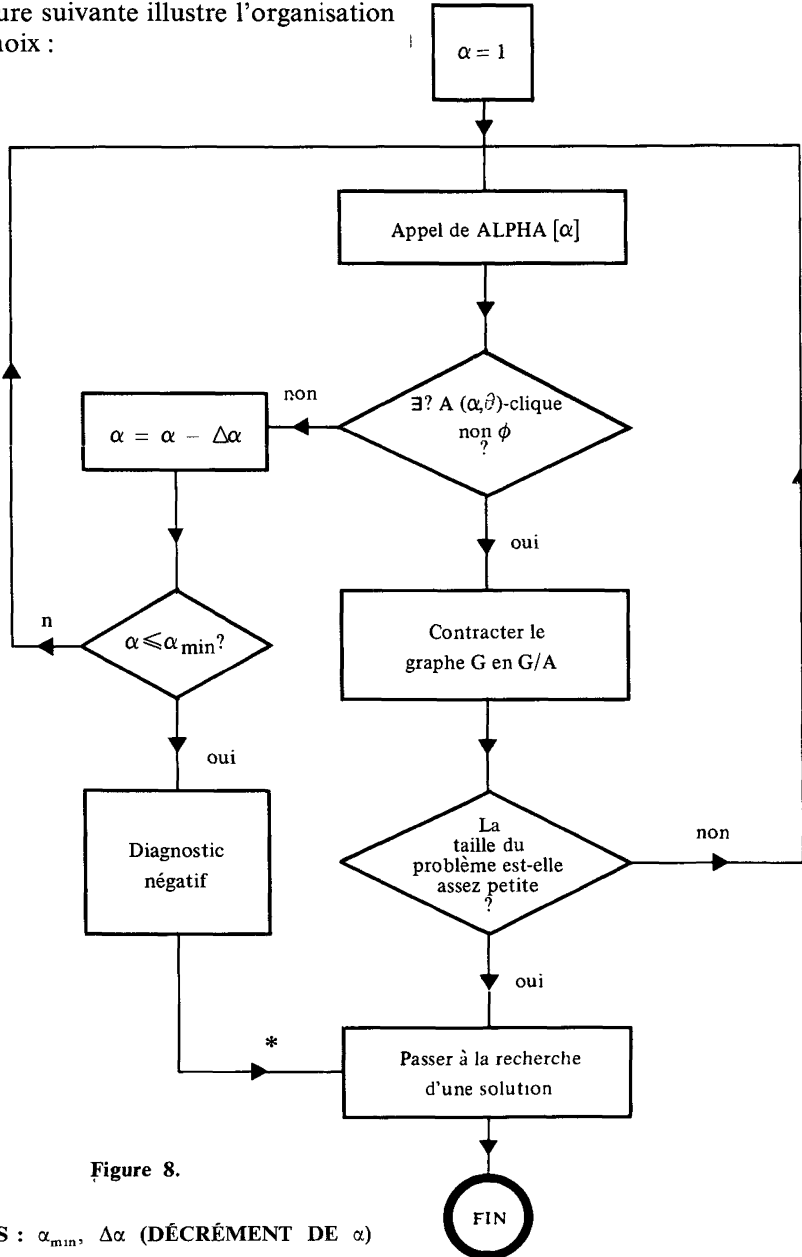 ure suivante illustre l'organisation
noix :
α = 1
Appel de ALPHA [α]
∃? A (α,∂)-clique
non ϕ
?
non
α = α − Δα
oui
n
α ⩽ α min?
Contracter le
graphe G en G/A
oui
Diagnostic
négatif
La
taille du
problème est-elle
assez petite
?
non
oui
*
Passer à la recherche
d'une solution
Figure 8.
FIN
S : αmin, Δα (DÉCRÉMENT DE α)